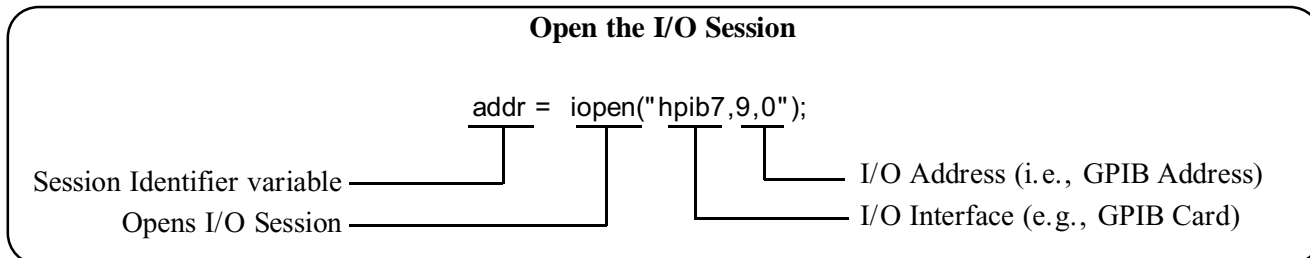 Open the I/O Session
addr = iopen("hpib7,9,0");
Session Identifier variable
I/O Address (i.e., GPIB Address)
Opens I/O Session
I/O Interface (e.g., GPIB Card)